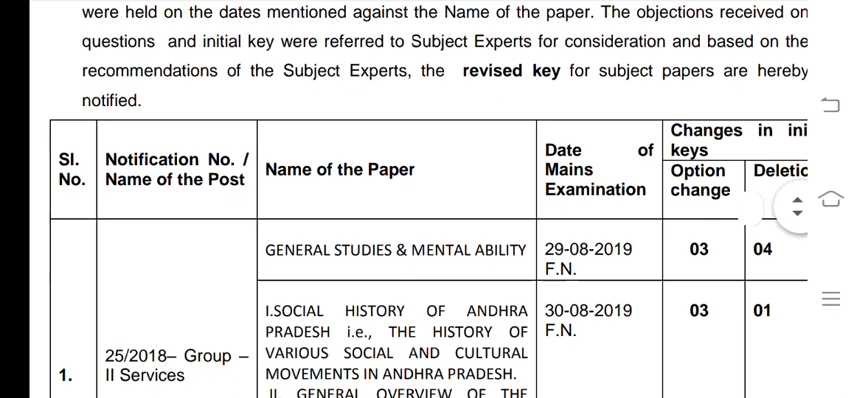 were held on the dates mentioned against the Name of the paper. The objections received on
questions and initial key were referred to Subject Experts for consideration and based on the
recommendations of the Subject Experts, the revised key for subject papers are hereby
notified.
Sl. No.
Notification No. / Name of the Post
Name of the Paper
Date of Mains Examination
Changes in ini
keys
Option change
Deletic
GENERAL STUDIES & MENTAL ABILITY
29-08-2019
F.N.
03
04
1.
25/2018– Group –
II Services
I.SOCIAL HISTORY OF ANDHRA
PRADESH i.e., THE HISTORY OF
VARIOUS SOCIAL AND CULTURAL
MOVEMENTS IN ANDHRA PRADESH.
II. GENERAL OVERVIEW OF THE
30-08-2019
F.N.
03
01